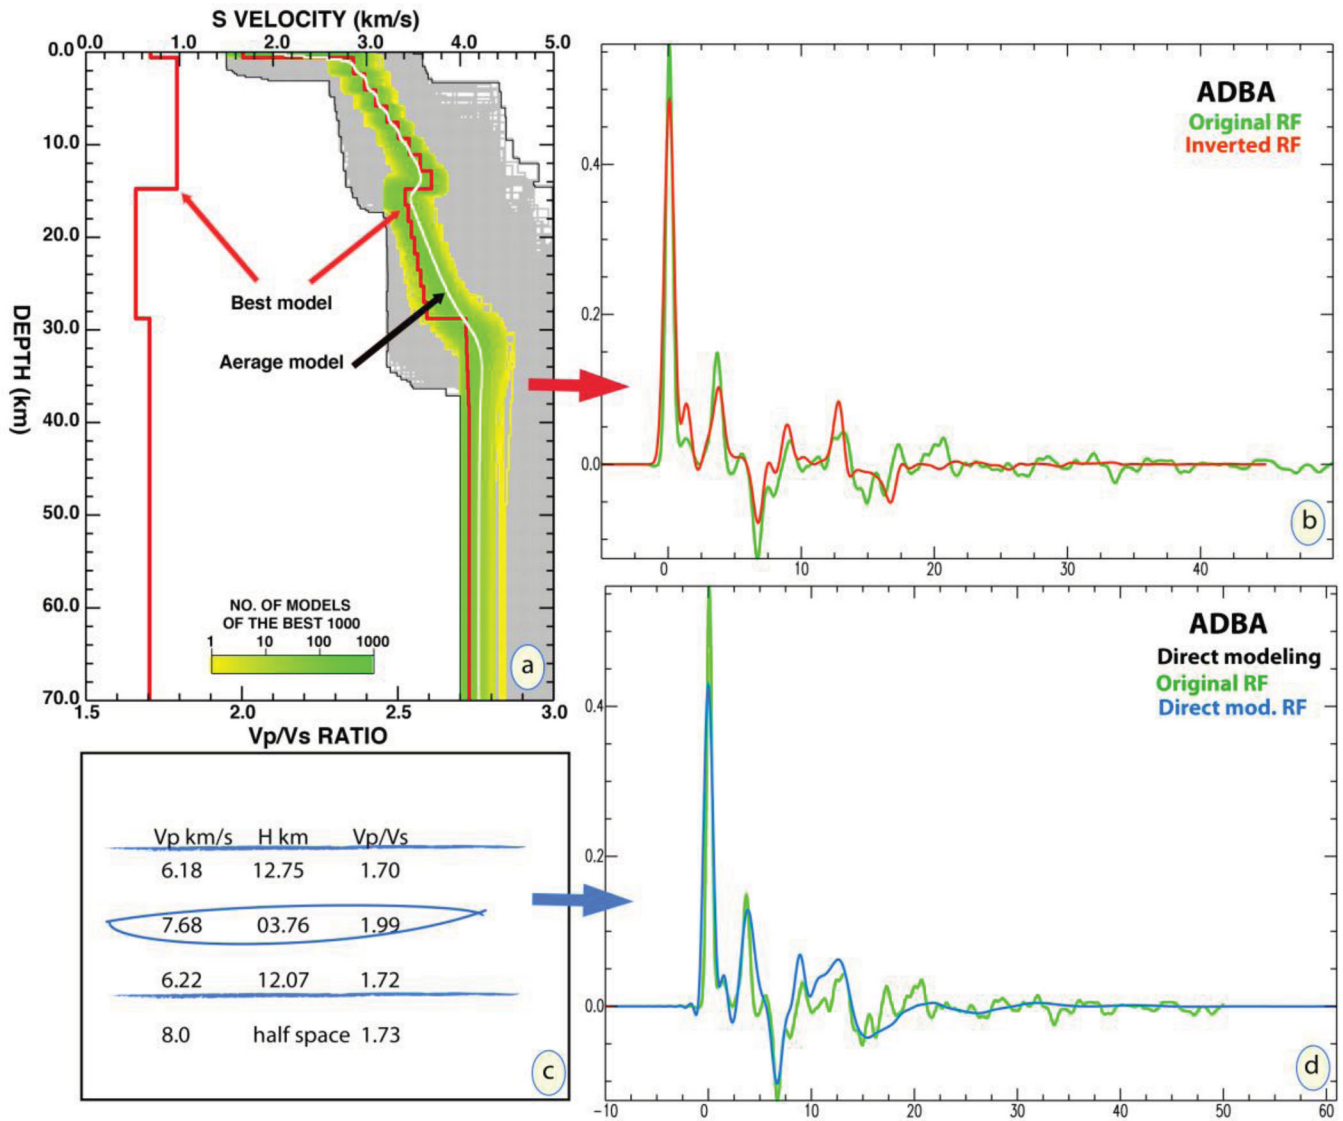 S VELOCITY (km/s)
0.0 1.0 2.0 3.0 4.0 5.0
0.0
10.0
20.0
30.0
40.0
50.0
60.0
70.0
DEPTH (km)
Best model
Aerage model
NO. OF MODELS
OF THE BEST 1000
1 10 100 1000
a
1.5 2.0 2.5 3.0
Vp/Vs RATIO
ADBA
Original RF
Inverted RF
0.4
0.2
0.0
b
0 10 20 30 40
Vp km/s H km Vp/Vs
6.18 12.75 1.70
7.68 03.76 1.99
6.22 12.07 1.72
8.0 half space 1.73
c
ADBA
Direct modeling
Original RF
Direct mod. RF
0.4
0.2
0.0
d
-10 0 10 20 30 40 50 60